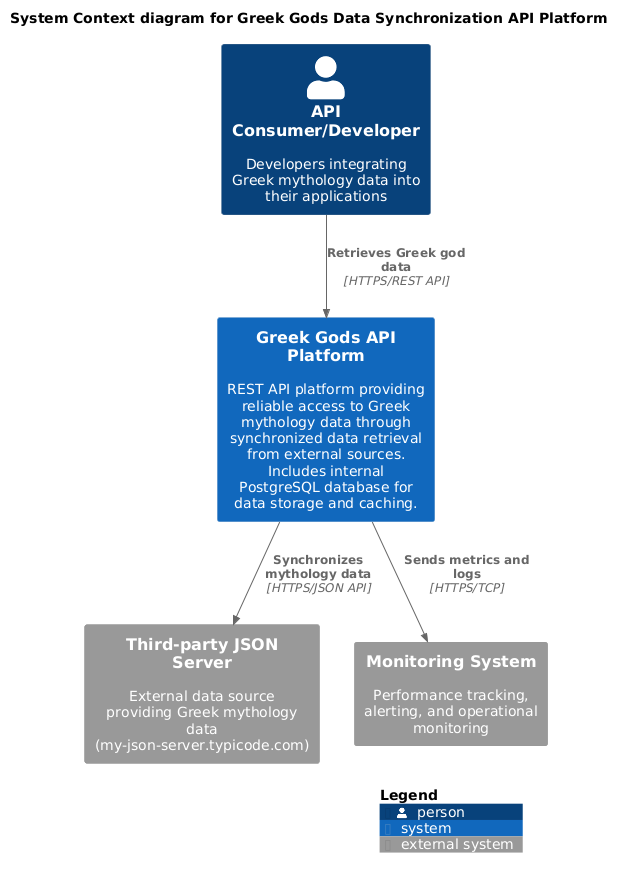 System Context diagram for Greek Gods Data Synchronization API Platform
API
Consumer/Developer
Developers integrating
Greek mythology data into
their applications
Retrieves Greek god
data
[HTTPS/REST API]
Greek Gods API
Platform
REST API platform providing
reliable access to Greek
mythology data through
synchronized data retrieval
from external sources.
Includes internal
PostgreSQL database for
data storage and caching.
Synchronizes
mythology data
[HTTPS/JSON API]
Sends metrics and
logs
[HTTPS/TCP]
Third-party JSON
Server
External data source
providing Greek mythology
data
(my-json-server.typicode.com)
Monitoring System
Performance tracking,
alerting, and operational
monitoring
Legend
person
system
external system